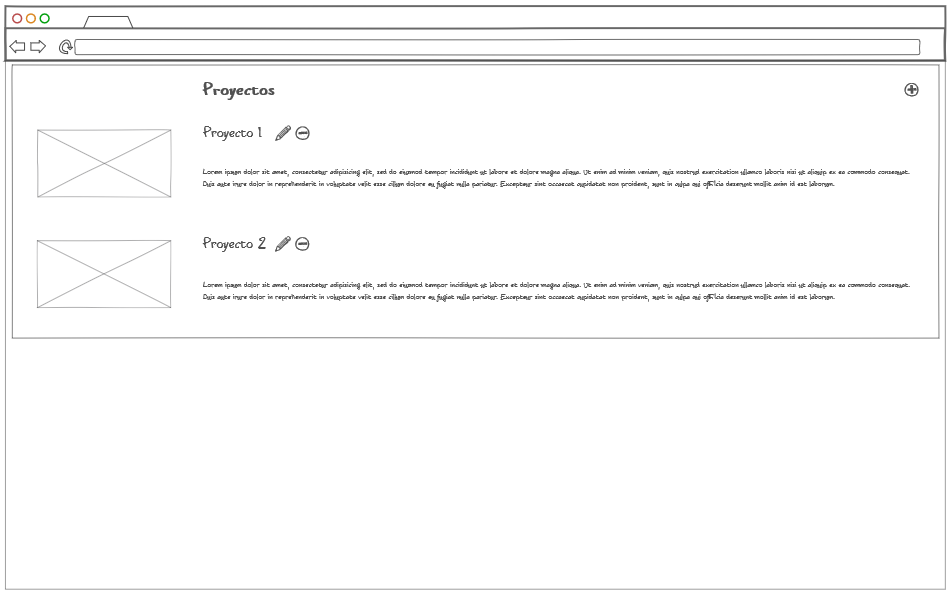 Proyectos
Proyecto 1
Lorem ipsum dolor sit amet, consectetur adipisicing elit, sed do eiusmod tempor incididunt ut labore et dolore magna aliqua. Ut enim ad minim veniam, quis nostrud exercitation ullamco laboris nisi ut aliquip ex ea commodo consequat.
Duis aute irure dolor in reprehenderit in voluptate velit esse cillum dolore eu fugiat nulla pariatur. Excepteur sint occaecat cupidatat non proident, sunt in culpa qui officia deserunt mollit anim id est laborum.
Proyecto 2
Lorem ipsum dolor sit amet, consectetur adipisicing elit, sed do eiusmod tempor incididunt ut labore et dolore magna aliqua. Ut enim ad minim veniam, quis nostrud exercitation ullamco laboris nisi ut aliquip ex ea commodo consequat.
Duis aute irure dolor in reprehenderit in voluptate velit esse cillum dolore eu fugiat nulla pariatur. Excepteur sint occaecat cupidatat non proident, sunt in culpa qui officia deserunt mollit anim id est laborum.